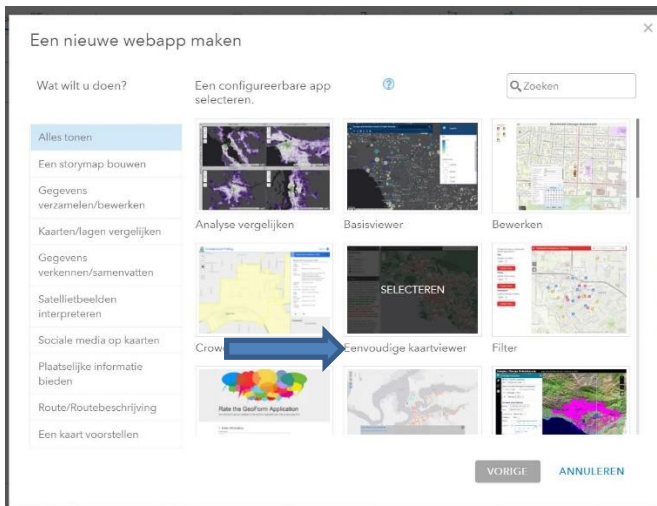 Een nieuwe webapp maken
×
Wat wilt u doen?
Een configureerbare app
selecteren.
?
Zoeken
Alles tonen
Een storymap bouwen
Gegevens
verzamelen/bewerken
Kaarten/lagen vergelijken
Gegevens
verkennen/samenvatten
Satellietbeelden
interpreteren
Sociale media op kaarten
Plaatselijke informatie
bieden
Route/Routebeschrijving
Een kaart voorstellen
Analyse vergelijken
Basisviewer
Bewerken
SELECTEREN
Crow
Eenvoudige kaartviewer
Filter
Rate the GeoForm Application
VORIGE
ANNULEREN